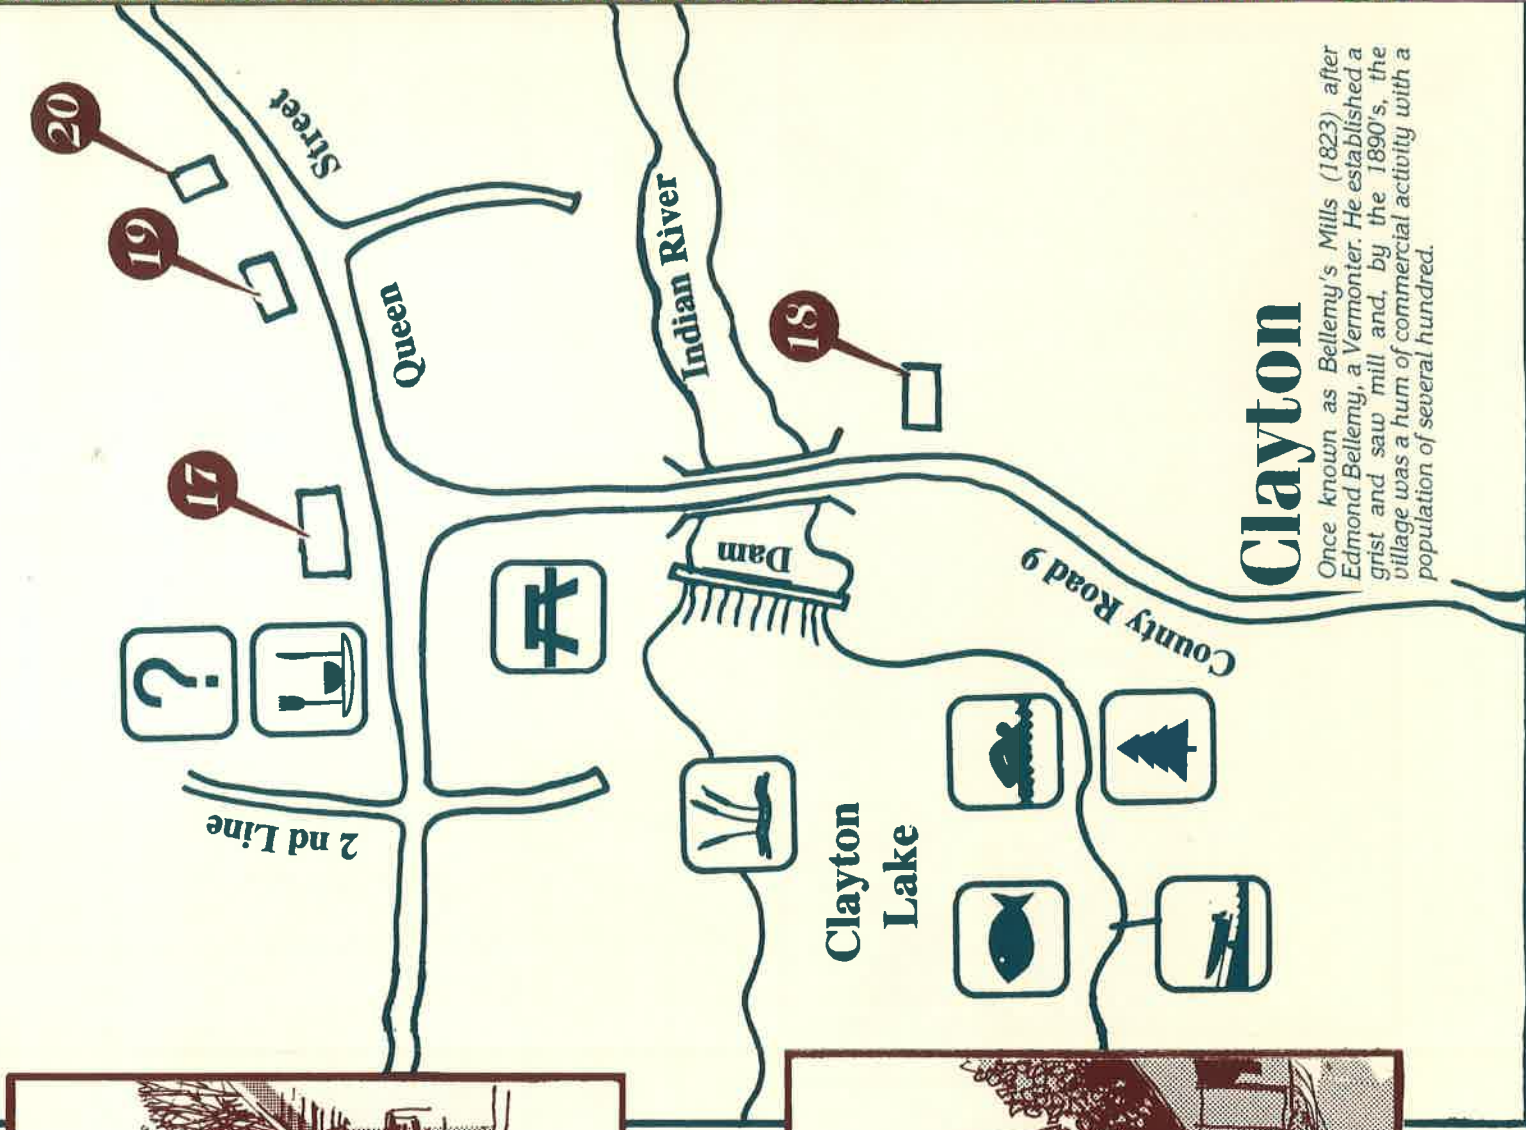 20
19
17
18
Street
Queen
Indian River
Dam
2 nd Line
County Road 9
?
Clayton
Lake
Clayton
Once known as Bellemy's Mills (1823) after
Edmond Bellemy, a Vermonter. He established a
grist and saw mill and, by the 1890's, the
village was a hum of commercial activity with a
population of several hundred.